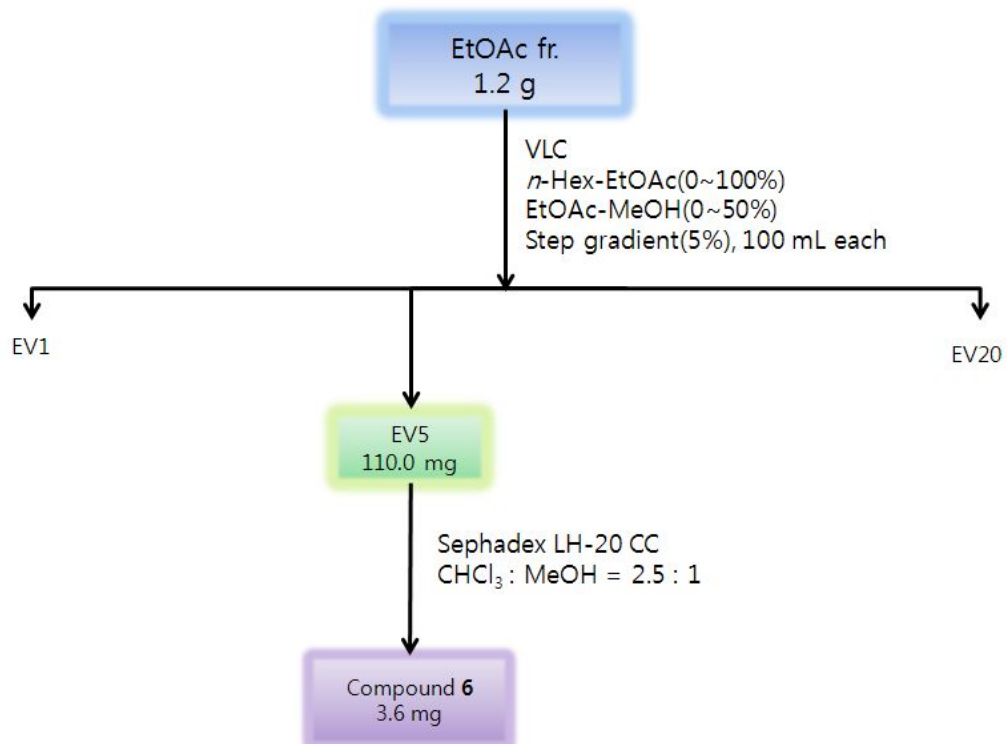 EtOAc fr.
1.2 g
VLC
n-Hex-EtOAc(0~100%)
EtOAc-MeOH(0~50%)
Step gradient(5%), 100 mL each
EV1
EV20
EV5
110.0 mg
Sephadex LH-20 CC
CHCl₃ : MeOH = 2.5 : 1
Compound 6
3.6 mg